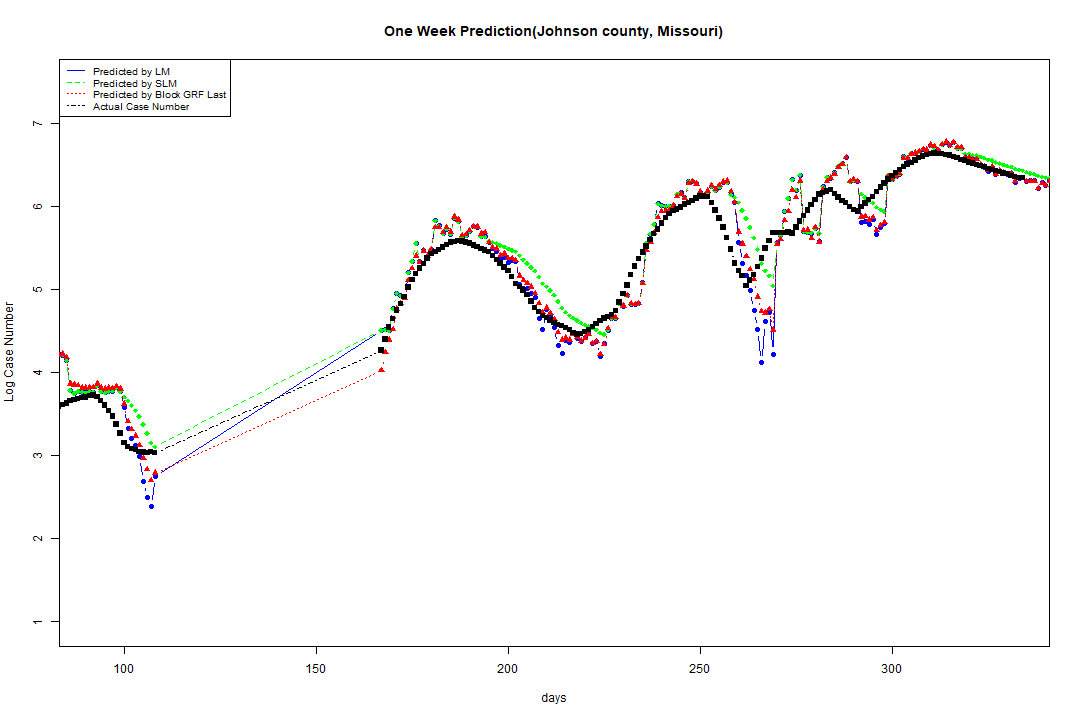 One Week Prediction(Johnson county, Missouri)
Predicted by LM
Predicted by SLM
Predicted by Block GRF Last
Actual Case Number
Log Case Number
7
6
5
4
3
2
1
100 150 200 250 300
days